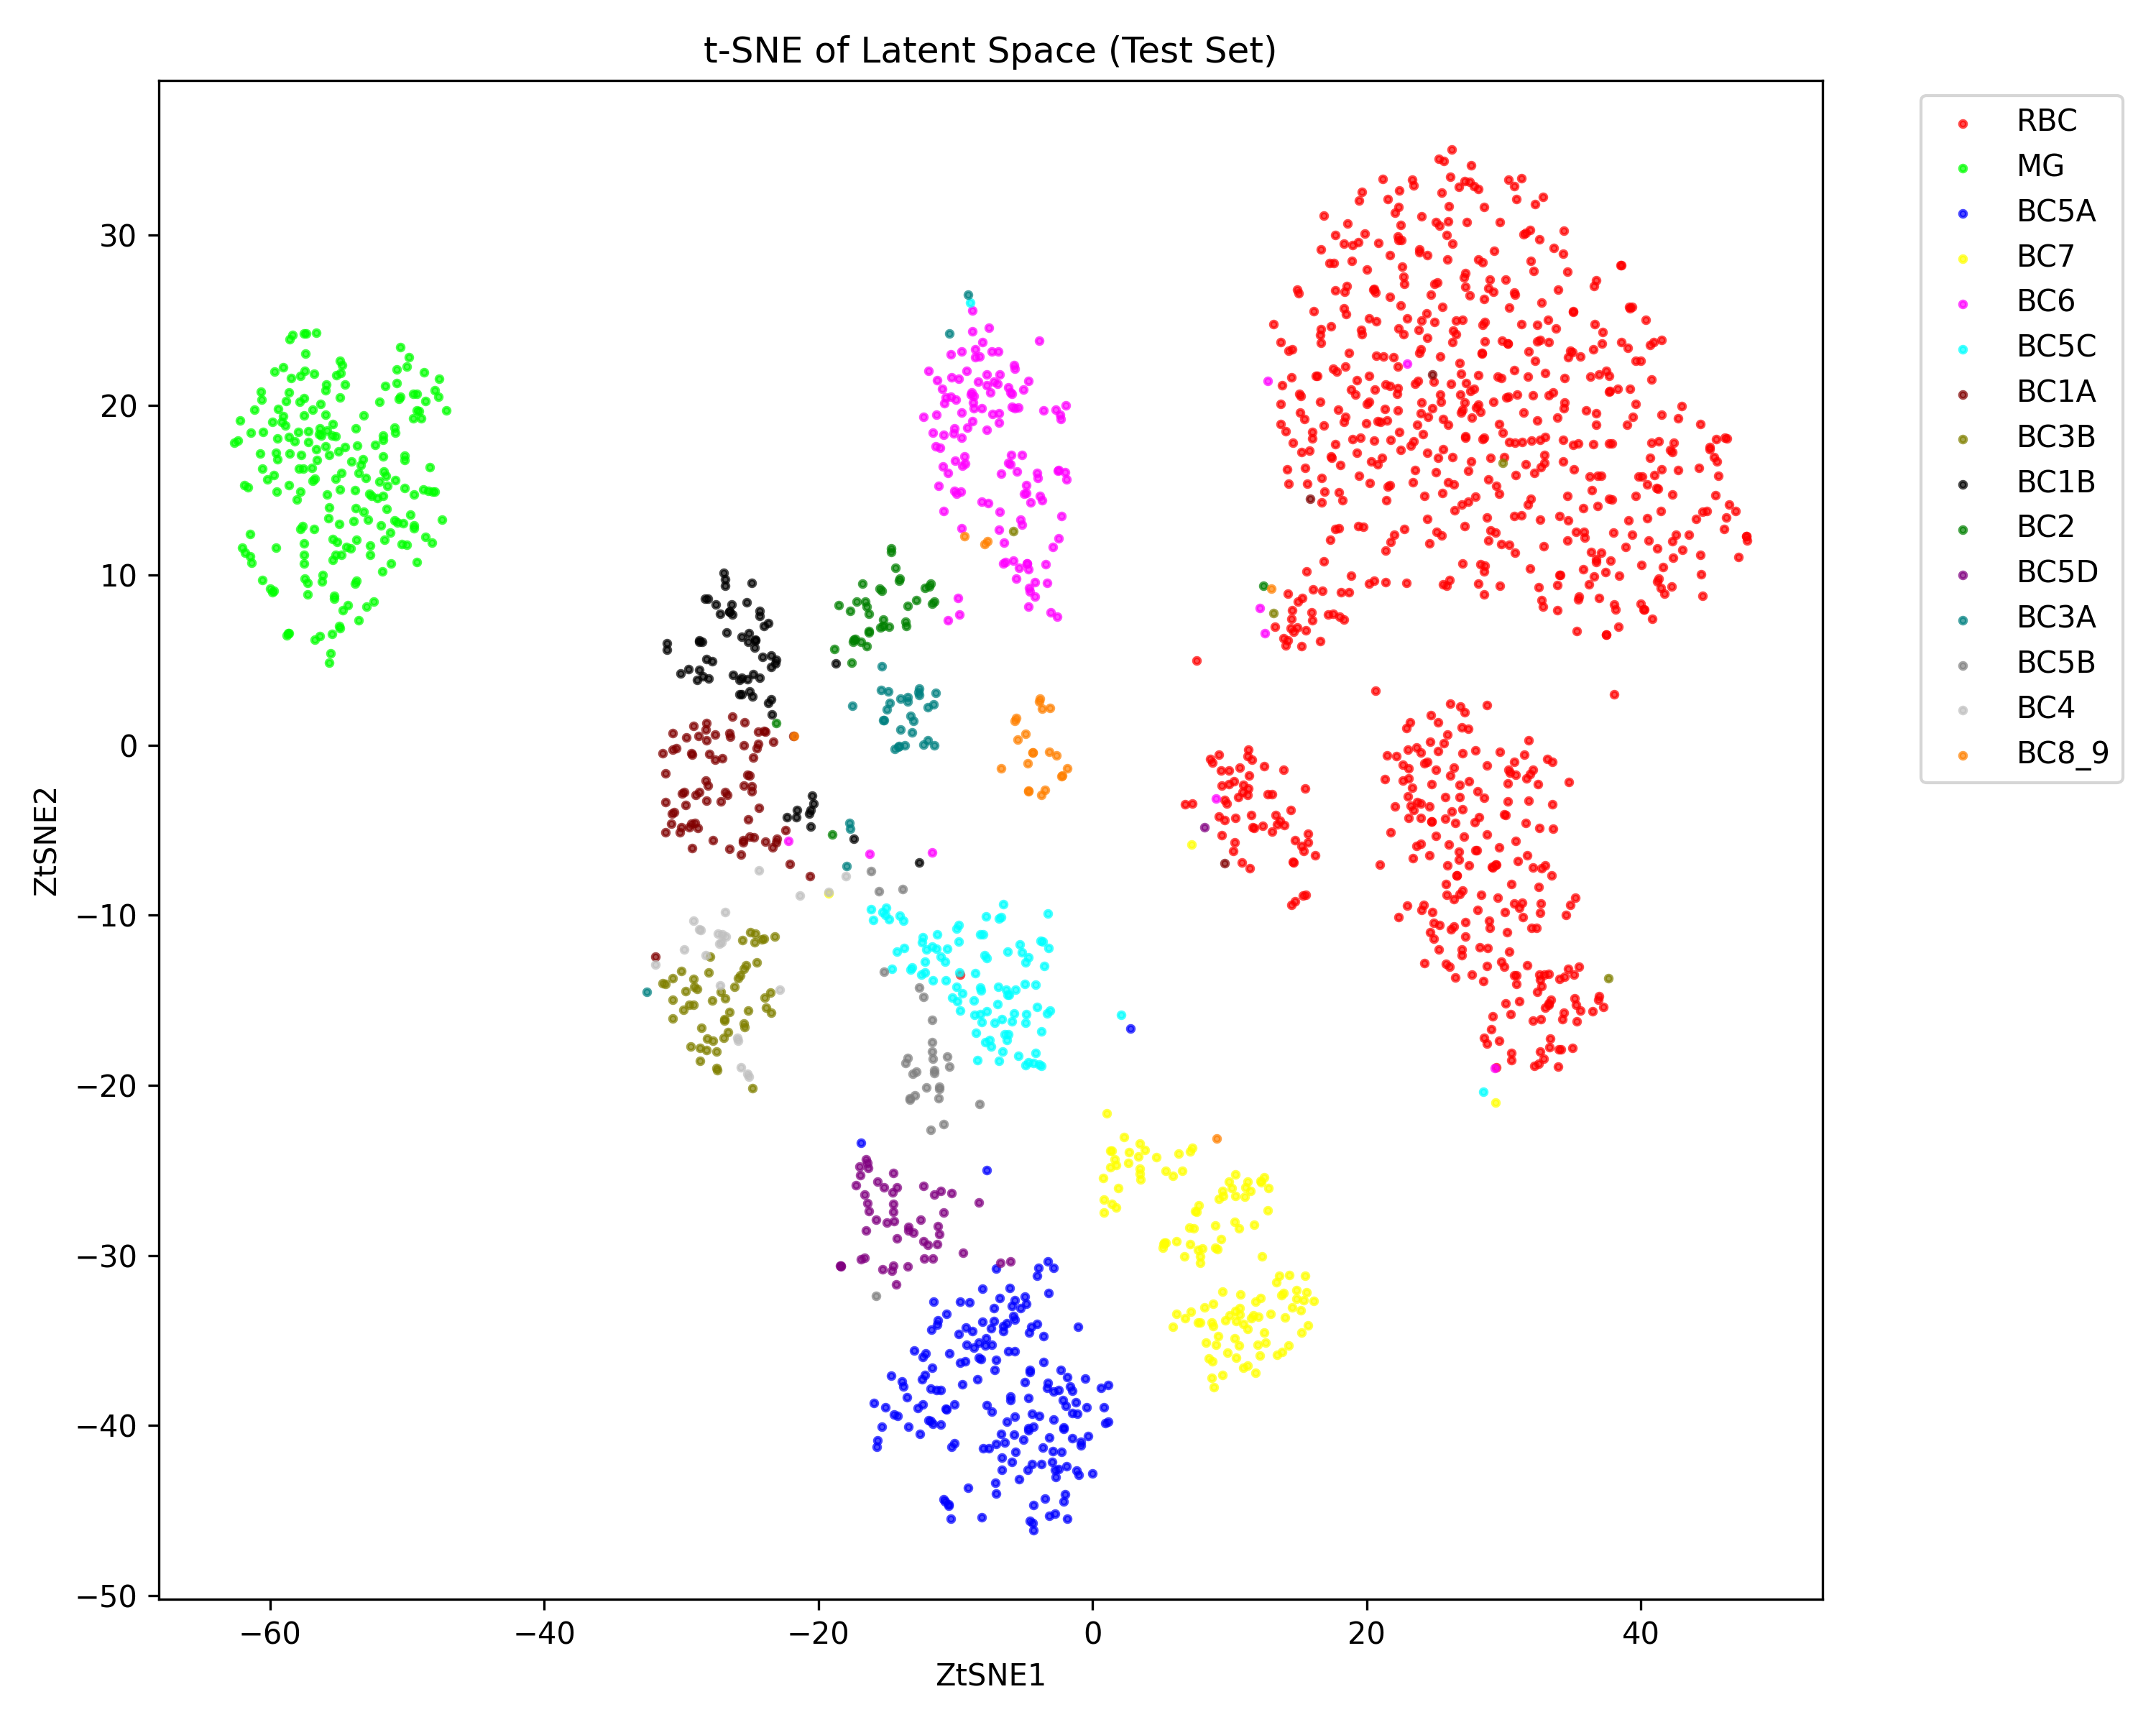 t-SNE of Latent Space (Test Set)
30
20
10
0
−10
−20
−30
−40
−50
ZtSNE2
−60
−40
−20
0
20
40
ZtSNE1
RBC
MG
BC5A
BC7
BC6
BC5C
BC1A
BC3B
BC1B
BC2
BC5D
BC3A
BC5B
BC4
BC8_9